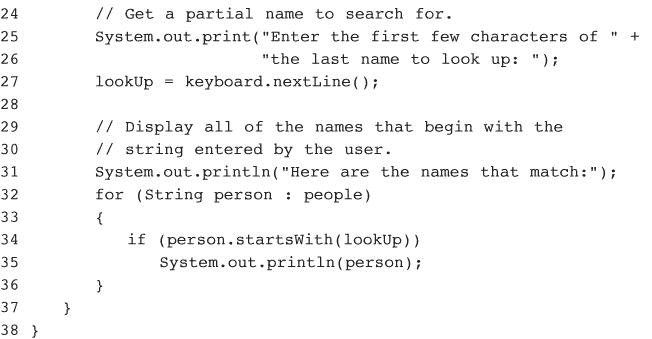 24 // Get a partial name to search for.
25 System.out.print("Enter the first few characters of " +
26 "the last name to look up: ");
27 lookUp = keyboard.nextLine();
28
29 // Display all of the names that begin with the
30 // string entered by the user.
31 System.out.println("Here are the names that match:");
32 for (String person : people)
33 {
34 if (person.startsWith(lookUp))
35 System.out.println(person);
36 }
37 }
38 }